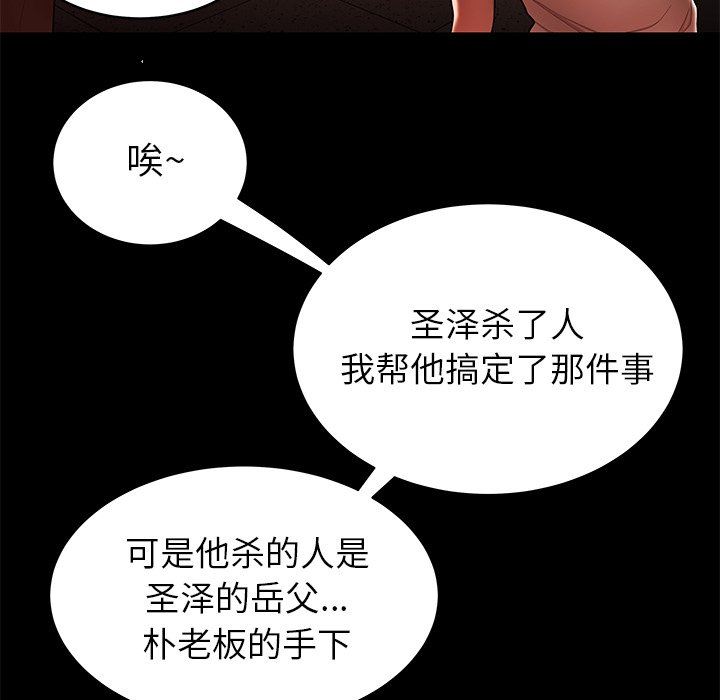 唉~
圣泽杀了人
我帮他搞定了那件事
可是他杀的人是
圣泽的岳父...
朴老板的手下